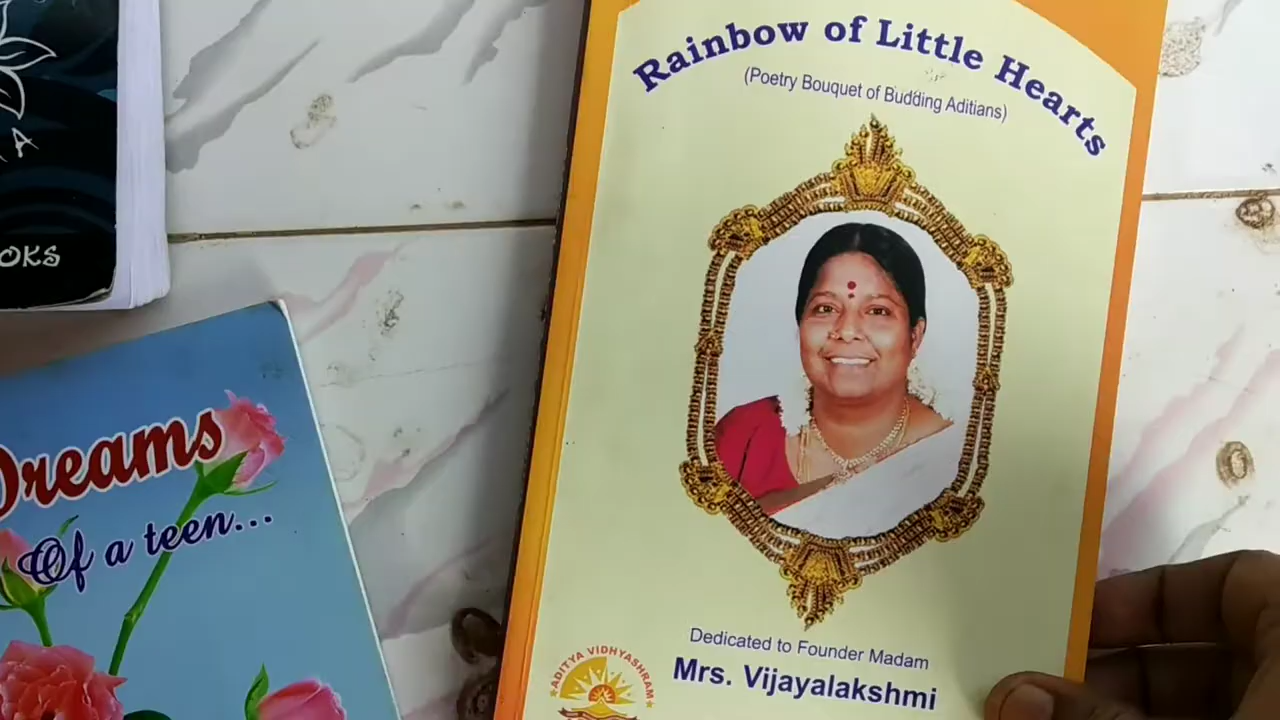 Rainbow of Little Hearts
(Poetry Bouquet of Budding Aditians)
Dedicated to Founder Madam
Mrs. Vijayalakshmi
ADITYA VIDHYASHRAM
Dreams
Of a teen...
OKS